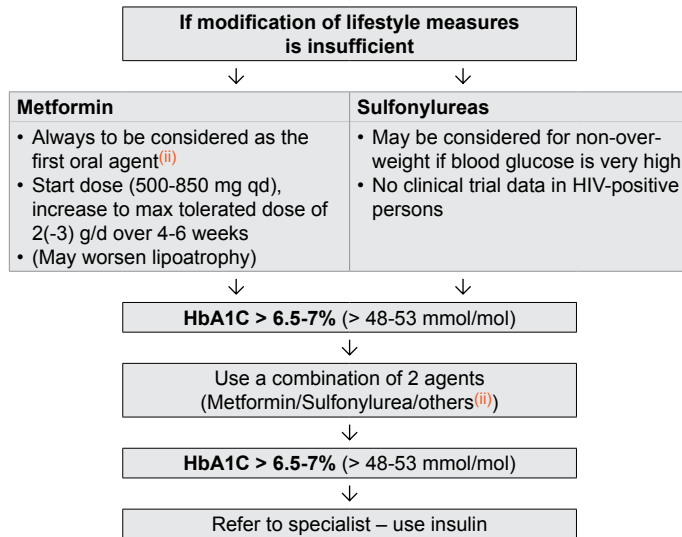 If modification of lifestyle measures
is insufficient
Metformin
• Always to be considered as the
first oral agent(ii)
• Start dose (500-850 mg qd),
increase to max tolerated dose of
2(-3) g/d over 4-6 weeks
• (May worsen lipoatrophy)
Sulfonylureas
• May be considered for non-over-
weight if blood glucose is very high
• No clinical trial data in HIV-positive
persons
HbA1C > 6.5-7% (> 48-53 mmol/mol)
Use a combination of 2 agents
(Metformin/Sulfonylurea/others(ii))
HbA1C > 6.5-7% (> 48-53 mmol/mol)
Refer to specialist – use insulin